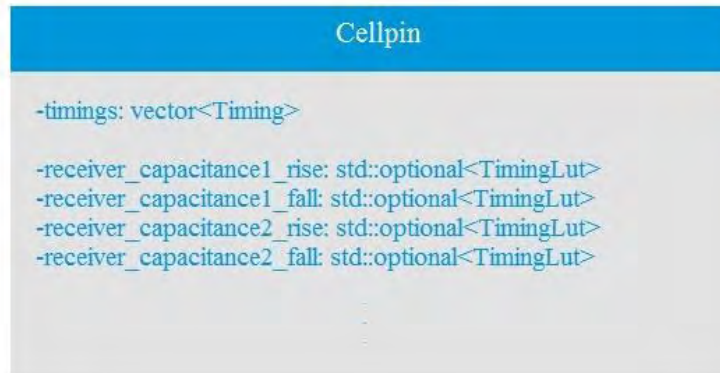 Cellpin
-timings: vector<Timing>
-receiver_capacitance1_rise: std::optional<TimingLut>
-receiver_capacitance1_fall: std::optional<TimingLut>
-receiver_capacitance2_rise: std::optional<TimingLut>
-receiver_capacitance2_fall: std::optional<TimingLut>